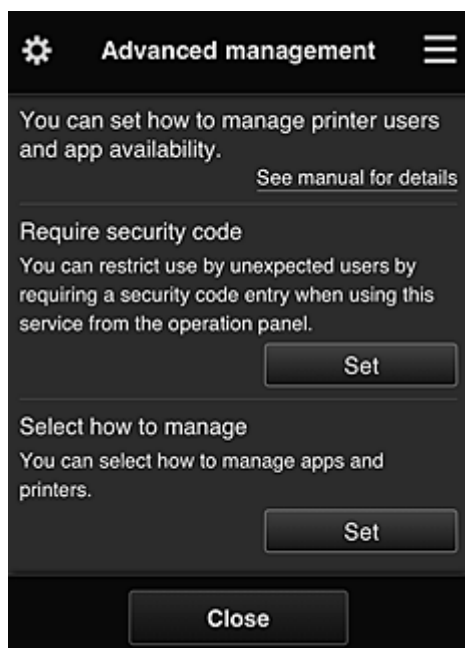 Advanced management
You can set how to manage printer users
and app availability.
See manual for details
Require security code
You can restrict use by unexpected users by
requiring a security code entry when using this
service from the operation panel.
Set
Select how to manage
You can select how to manage apps and
printers.
Set
Close